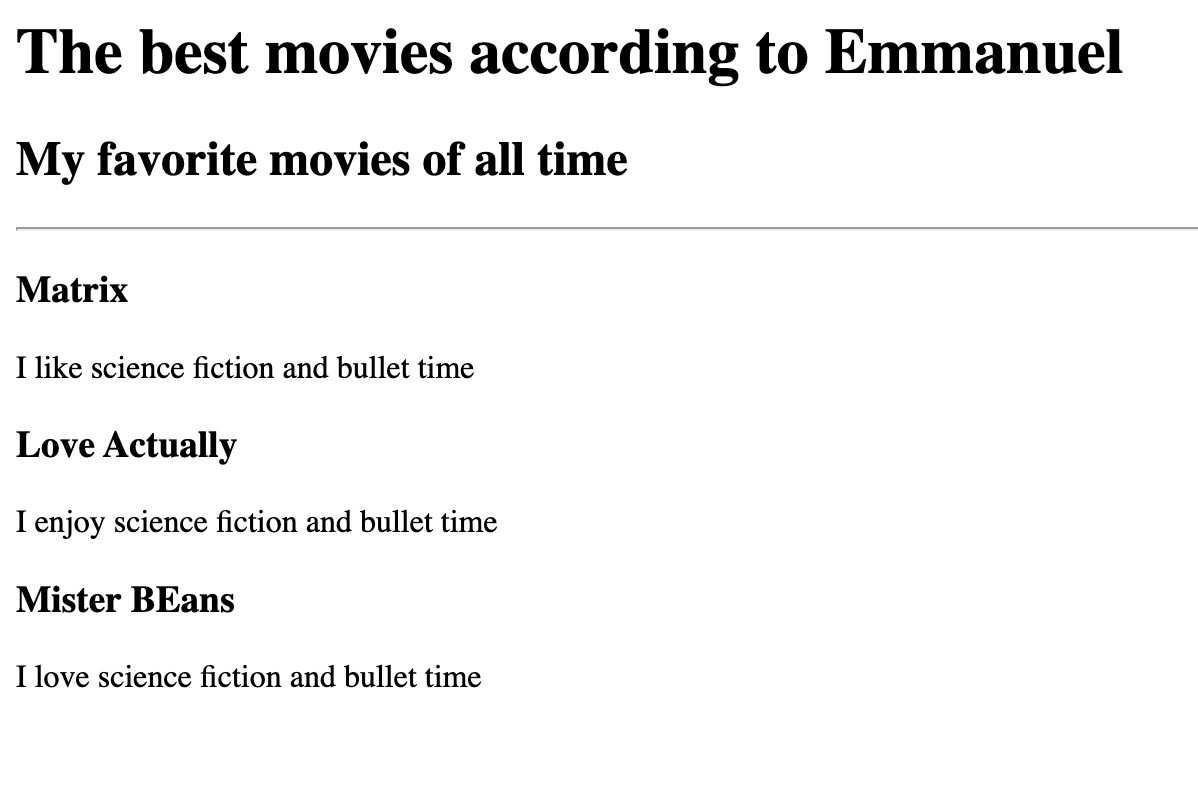 The best movies according to Emmanuel
My favorite movies of all time
Matrix
I like science fiction and bullet time
Love Actually
I enjoy science fiction and bullet time
Mister BEans
I love science fiction and bullet time